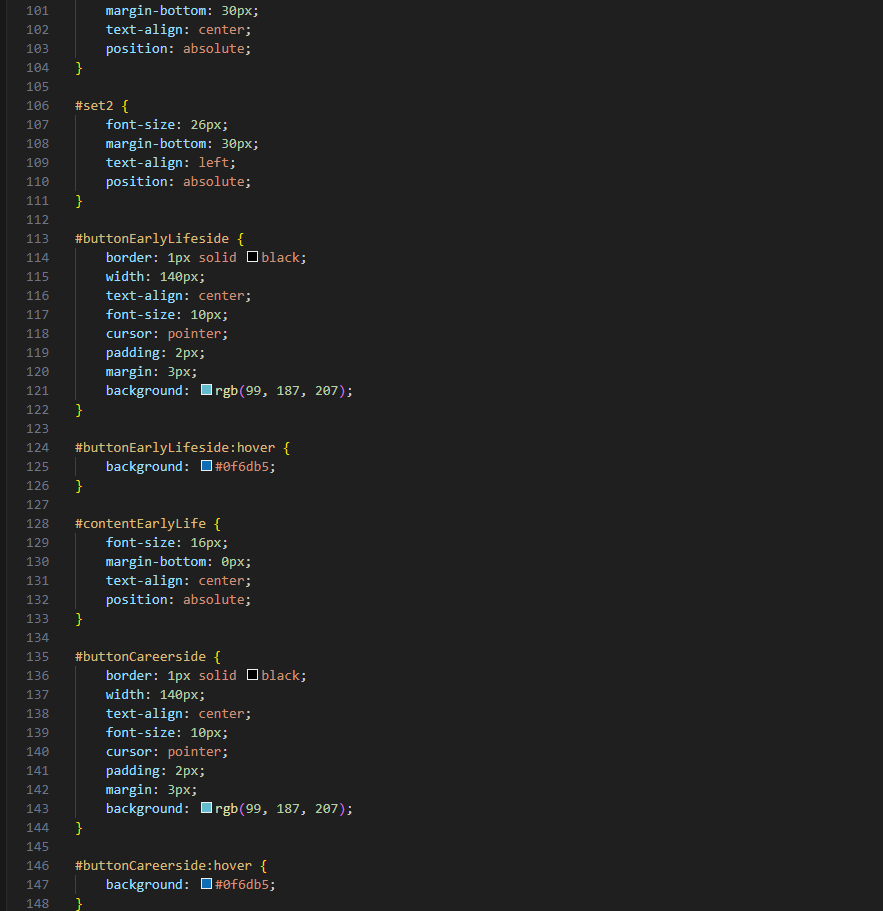 101 margin-bottom: 30px;
102 text-align: center;
103 position: absolute;
104 }
105
106 #set2 {
107 font-size: 26px;
108 margin-bottom: 30px;
109 text-align: left;
110 position: absolute;
111 }
112
113 #buttonEarlyLifeside {
114 border: 1px solid black;
115 width: 140px;
116 text-align: center;
117 font-size: 10px;
118 cursor: pointer;
119 padding: 2px;
120 margin: 3px;
121 background: rgb(99, 187, 207);
122 }
123
124 #buttonEarlyLifeside:hover {
125 background: #0f6db5;
126 }
127
128 #contentEarlyLife {
129 font-size: 16px;
130 margin-bottom: 0px;
131 text-align: center;
132 position: absolute;
133 }
134
135 #buttonCareerside {
136 border: 1px solid black;
137 width: 140px;
138 text-align: center;
139 font-size: 10px;
140 cursor: pointer;
141 padding: 2px;
142 margin: 3px;
143 background: rgb(99, 187, 207);
144 }
145
146 #buttonCareerside:hover {
147 background: #0f6db5;
148 }